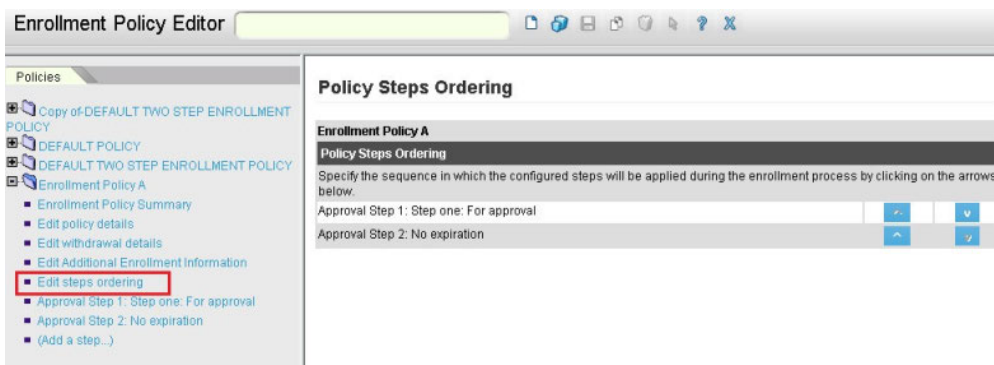 Enrollment Policy Editor
Policies
Copy of-DEFAULT TWO STEP ENROLLMENT
POLICY
DEFAULT POLICY
DEFAULT TWO STEP ENROLLMENT POLICY
Enrollment Policy A
Enrollment Policy Summary
Edit policy details
Edit withdrawal details
Edit Additional Enrollment Information
Edit steps ordering
Approval Step 1: Step one: For approval
Approval Step 2: No expiration
(Add a step...)
Policy Steps Ordering
Enrollment Policy A
Policy Steps Ordering
Specify the sequence in which the configured steps will be applied during the enrollment process by clicking on the arrows
below.
Approval Step 1: Step one: For approval
Approval Step 2: No expiration